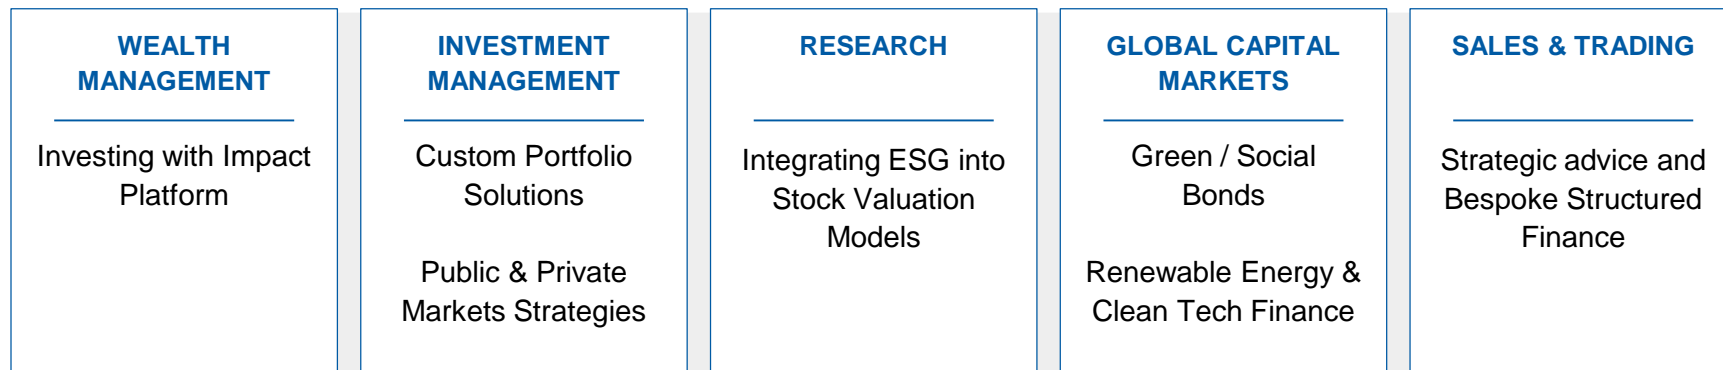 WEALTH
MANAGEMENT
Investing with Impact
Platform
INVESTMENT
MANAGEMENT
Custom Portfolio
Solutions
Public & Private
Markets Strategies
RESEARCH
Integrating ESG into
Stock Valuation
Models
GLOBAL CAPITAL
MARKETS
Green / Social
Bonds
Renewable Energy &
Clean Tech Finance
SALES & TRADING
Strategic advice and
Bespoke Structured
Finance